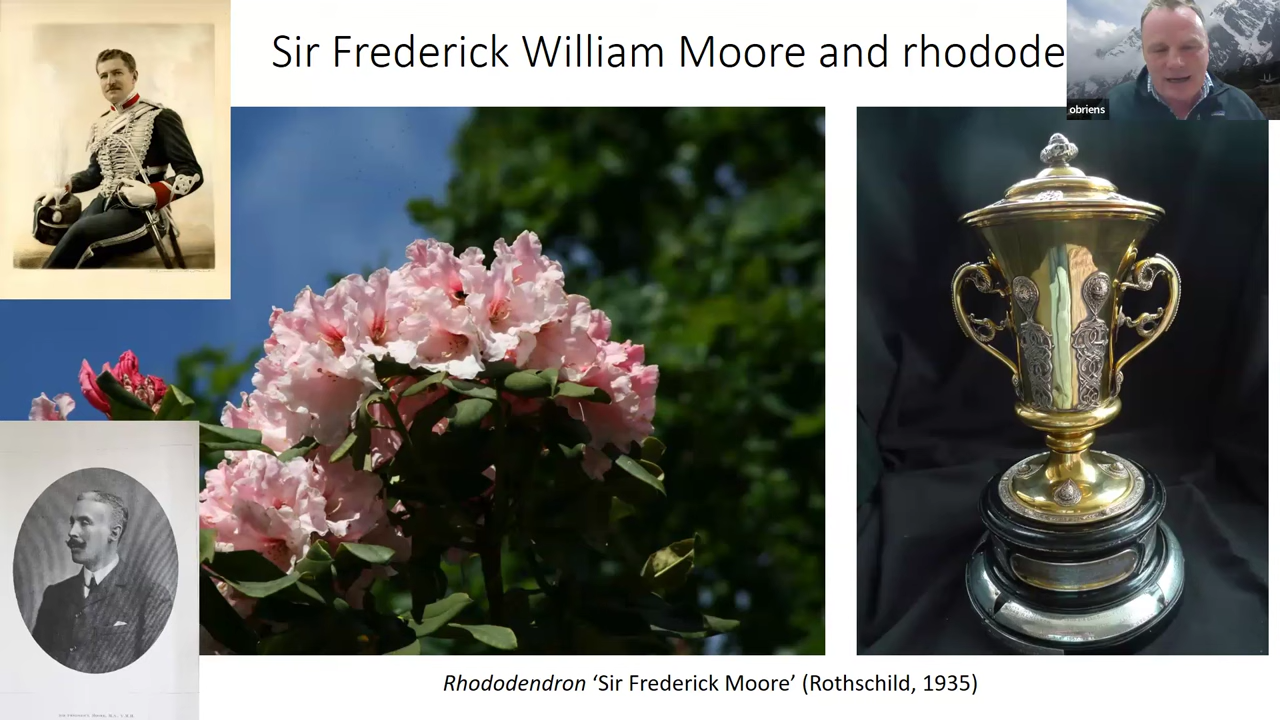 Sir Frederick William Moore and rhodode
obriens
Rhododendron ‘Sir Frederick Moore’ (Rothschild, 1935)